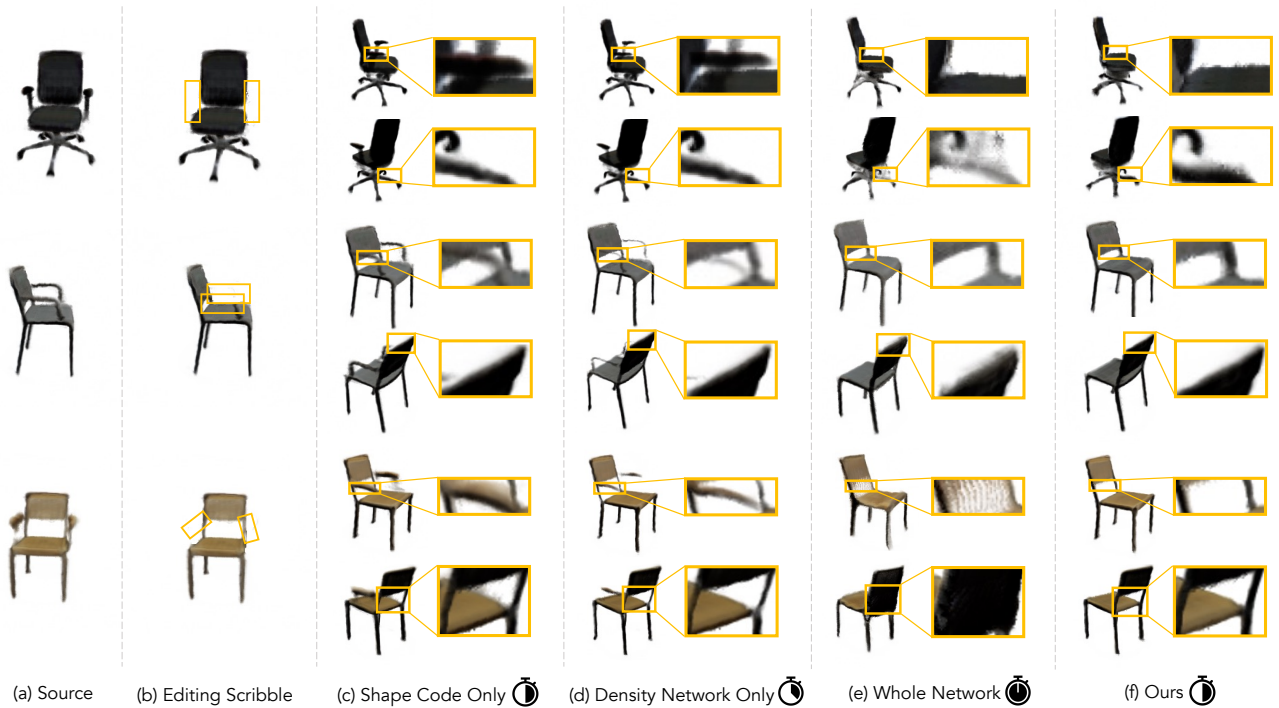 (a) Source
(b) Editing Scribble
(c) Shape Code Only
(d) Density Network Only
(e) Whole Network
(f) Ours